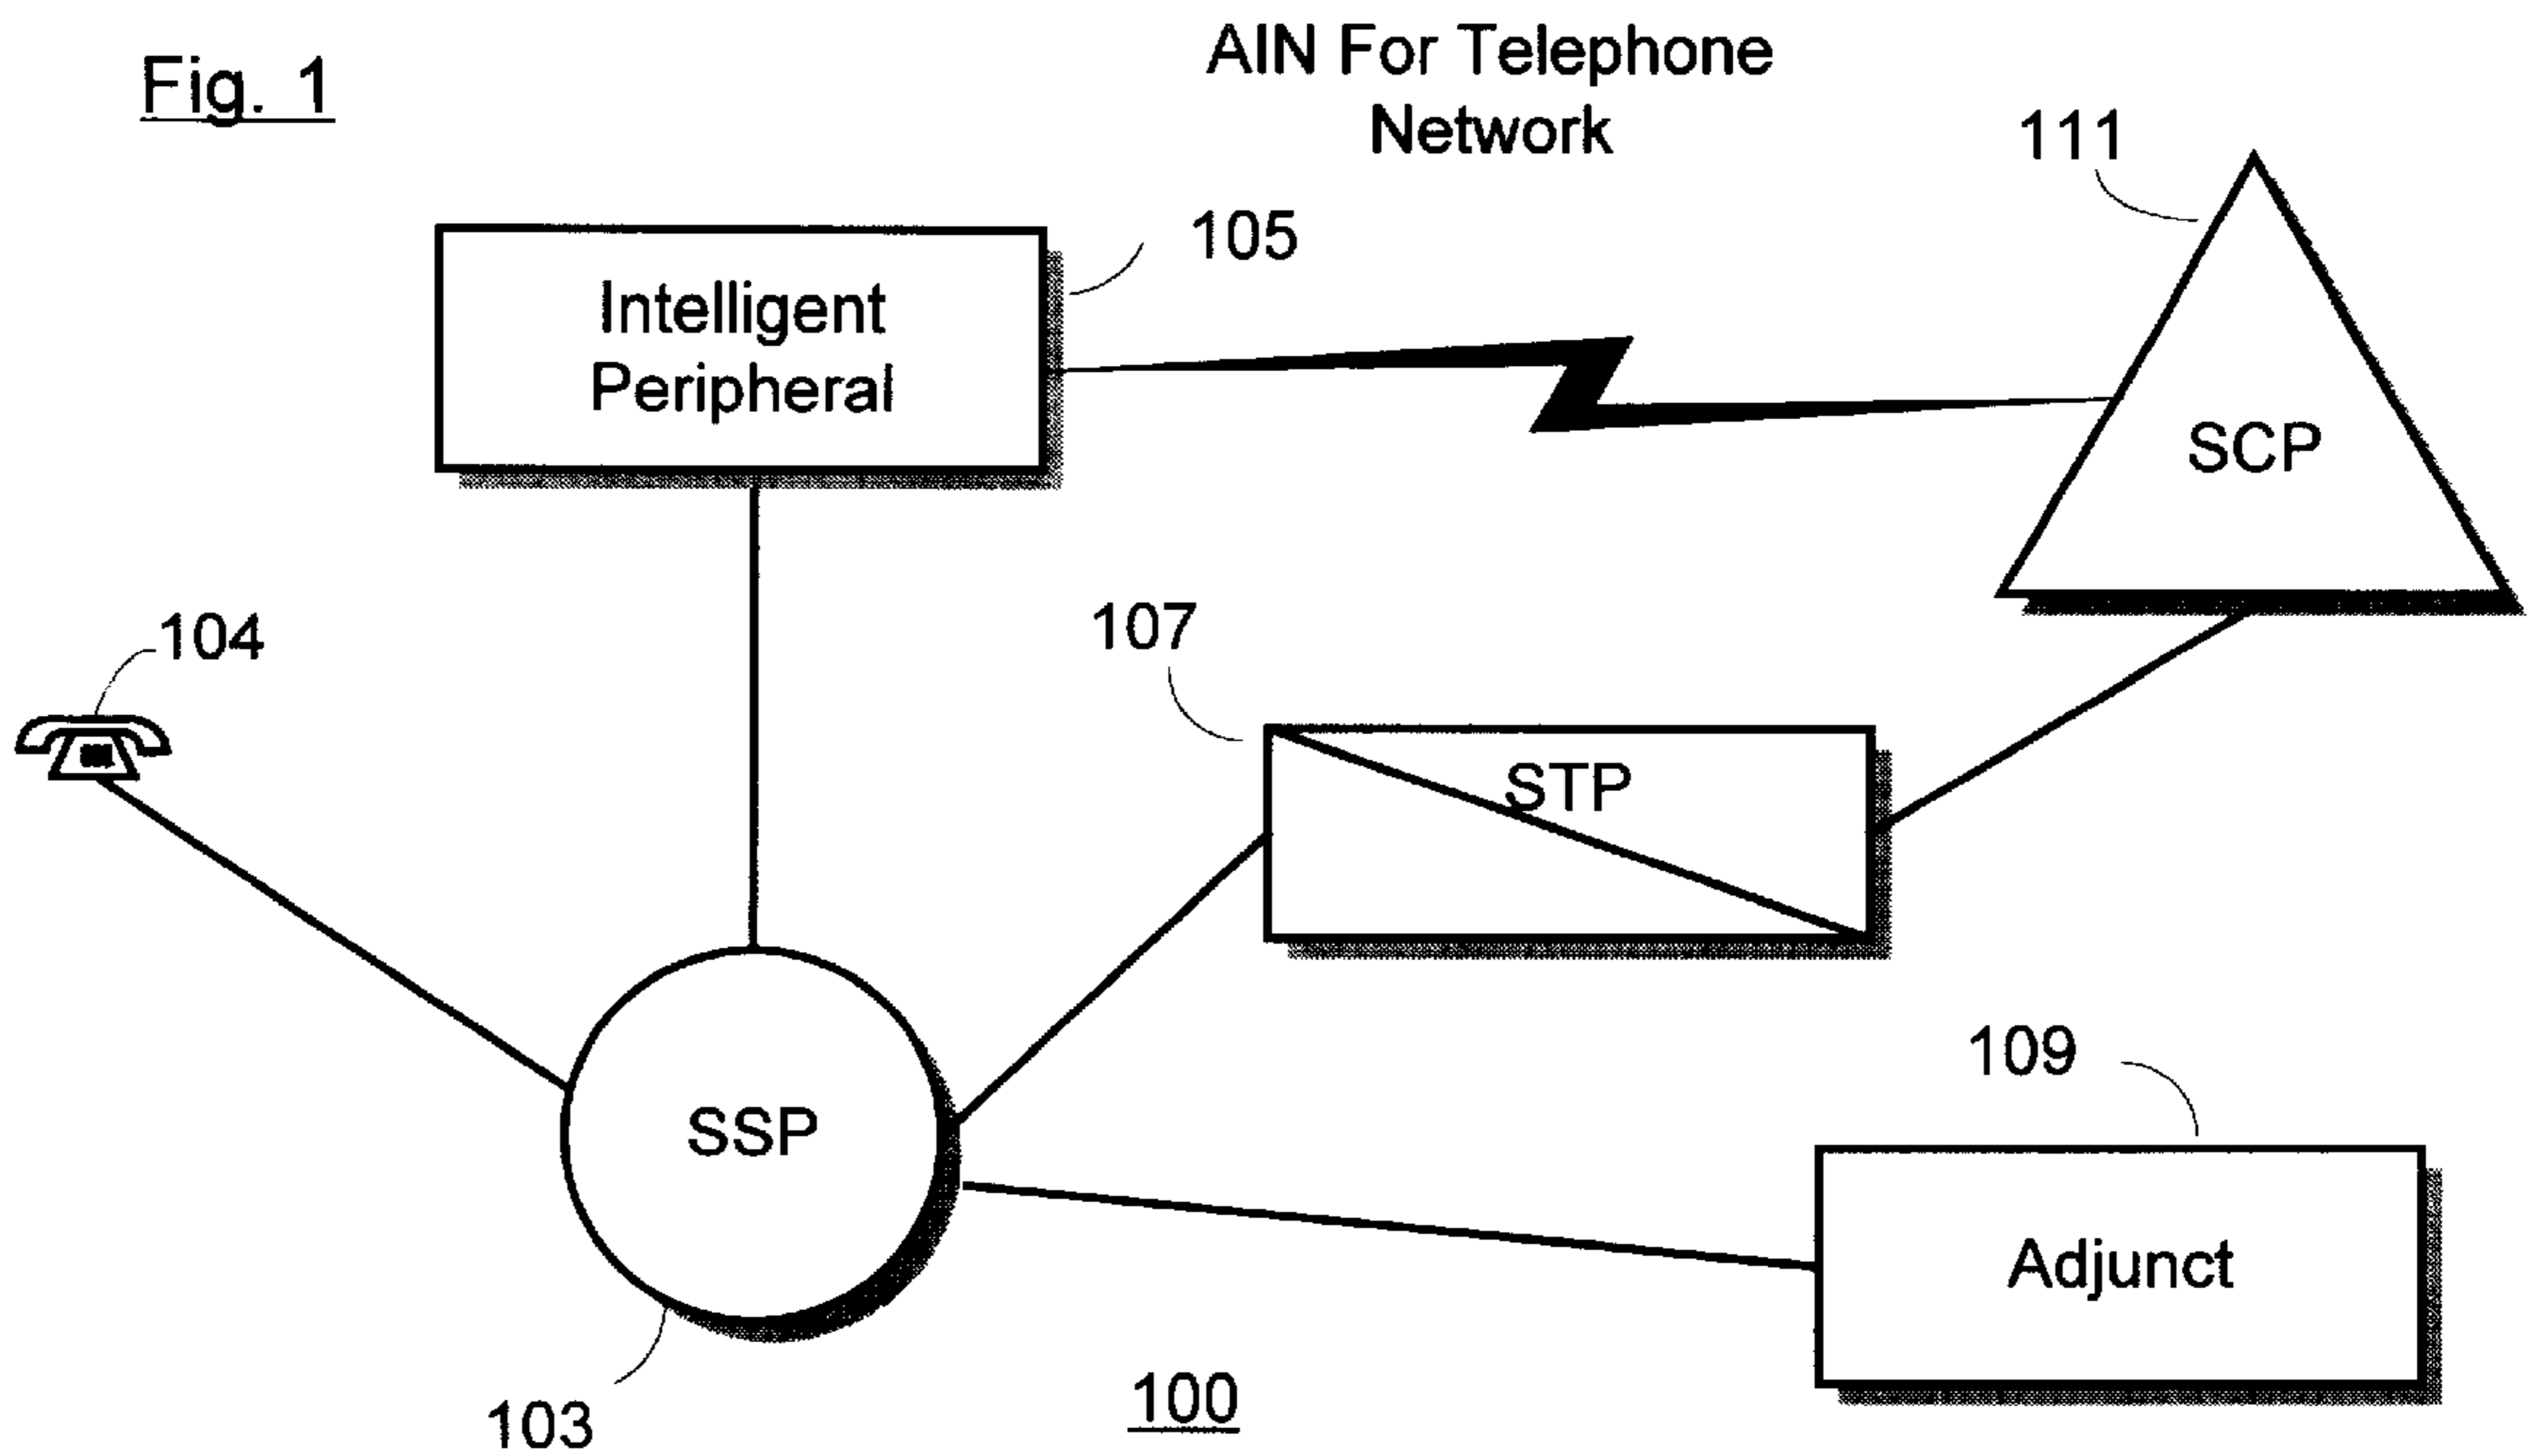 Fig. 1
AIN For Telephone
Network
111
105
Intelligent
Peripheral
SCP
104
107
STP
109
SSP
Adjunct
103
100